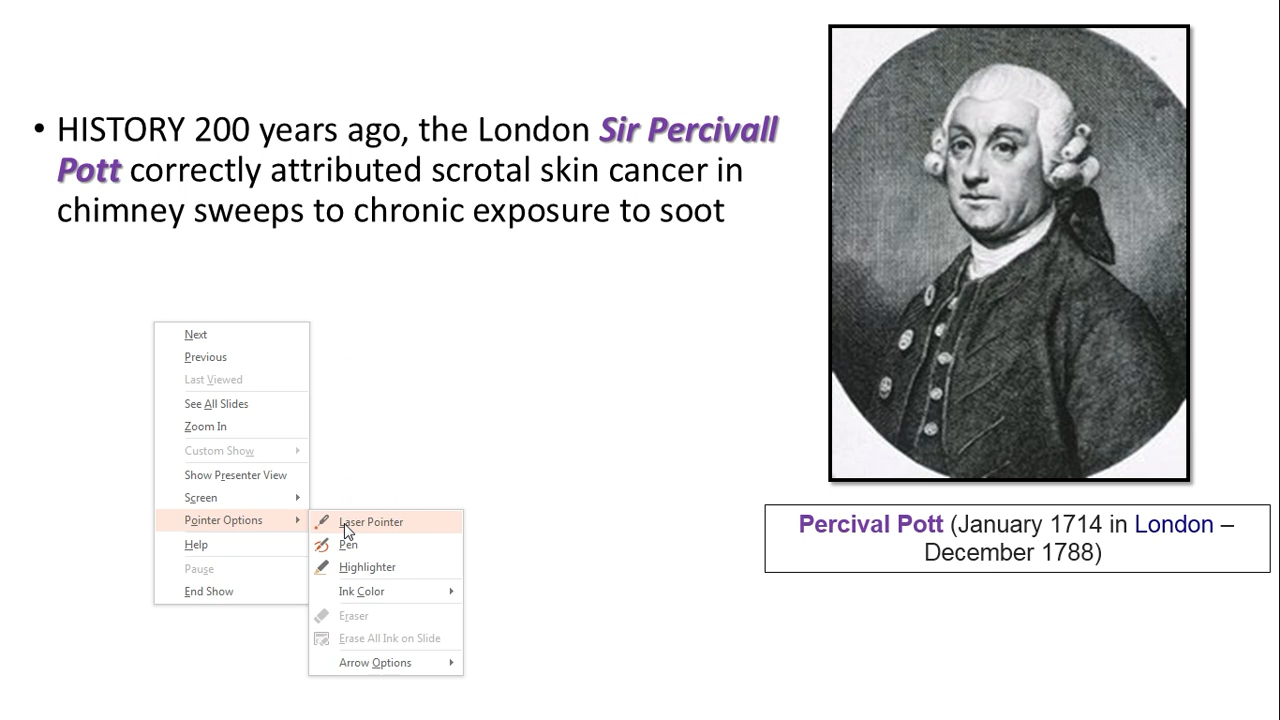 • HISTORY 200 years ago, the London Sir Percivall
Pott correctly attributed scrotal skin cancer in
chimney sweeps to chronic exposure to soot
Percival Pott (January 1714 in London –
December 1788)
Next
Previous
Last Viewed
See All Slides
Zoom In
Custom Show
Show Presenter View
Screen
Pointer Options
Help
Pause
End Show
Laser Pointer
Pen
Highlighter
Ink Color
Eraser
Erase All Ink on Slide
Arrow Options